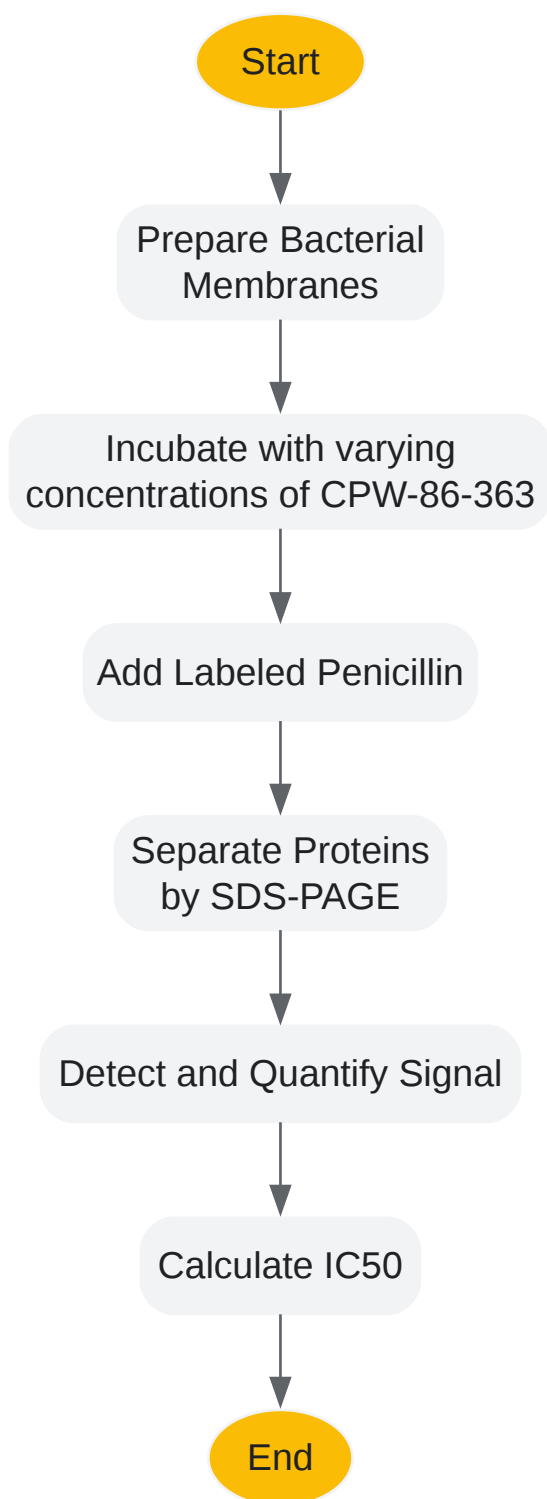 Start
Prepare Bacterial
Membranes
Incubate with varying
concentrations of CPW-86-363
Add Labeled Penicillin
Separate Proteins
by SDS-PAGE
Detect and Quantify Signal
Calculate IC50
End